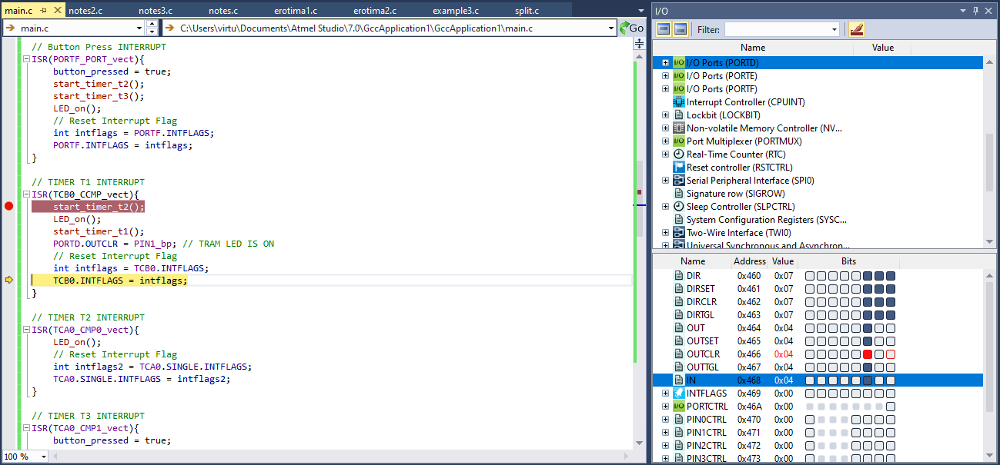 main.c
notes2.c
notes3.c
notes.c
erotima1.c
erotima2.c
example3.c
split.c
main.c
C:\Users\virtu\Documents\Atmel Studio\7.0\GccApplication1\GccApplication1\main.c
Go
// Button Press INTERRUPT
ISR(PORTF_PORT_vect){
button_pressed = true;
start_timer_t2();
start_timer_t3();
LED_on();
// Reset Interrupt Flag
int intflags = PORTF.INTFLAGS;
PORTF.INTFLAGS = intflags;
}
// TIMER T1 INTERRUPT
ISR(TCB0_CCMP_vect){
start_timer_t2();
LED_on();
start_timer_t1();
PORTD.OUTCLR = PIN1_bp; // TRAM LED IS ON
// Reset Interrupt Flag
int intflags = TCB0.INTFLAGS;
TCB0.INTFLAGS = intflags;
}
// TIMER T2 INTERRUPT
ISR(TCA0_CMP0_vect){
LED_on();
// Reset Interrupt Flag
int intflags2 = TCA0.SINGLE.INTFLAGS;
TCA0.SINGLE.INTFLAGS = intflags2;
}
// TIMER T3 INTERRUPT
ISR(TCA0_CMP1_vect){
button_pressed = true;
100 %
I/O
Filter:
Name Value
I/O Ports (PORTD)
I/O Ports (PORTE)
I/O Ports (PORTF)
Interrupt Controller (CPUINT)
Lockbit (LOCKBIT)
Non-volatile Memory Controller (NV...
Port Multiplexer (PORTMUX)
Real-Time Counter (RTC)
Reset controller (RSTCTRL)
Serial Peripheral Interface (SPI0)
Signature row (SIGROW)
Sleep Controller (SLPCTRL)
System Configuration Registers (SYSC...
Two-Wire Interface (TWI0)
Universal Synchronous and Asynchron...
Name Address Value Bits
DIR 0x460 0x07
DIRSET 0x461 0x07
DIRCLR 0x462 0x07
DIRTGL 0x463 0x07
OUT 0x464 0x04
OUTSET 0x465 0x04
OUTCLR 0x466 0x04
OUTTGL 0x467 0x04
IN 0x468 0x04
INTFLAGS 0x469 0x00
PORTCTRL 0x46A 0x00
PIN0CTRL 0x470 0x00
PIN1CTRL 0x471 0x00
PIN2CTRL 0x472 0x00
PIN3CTRL 0x473 0x00